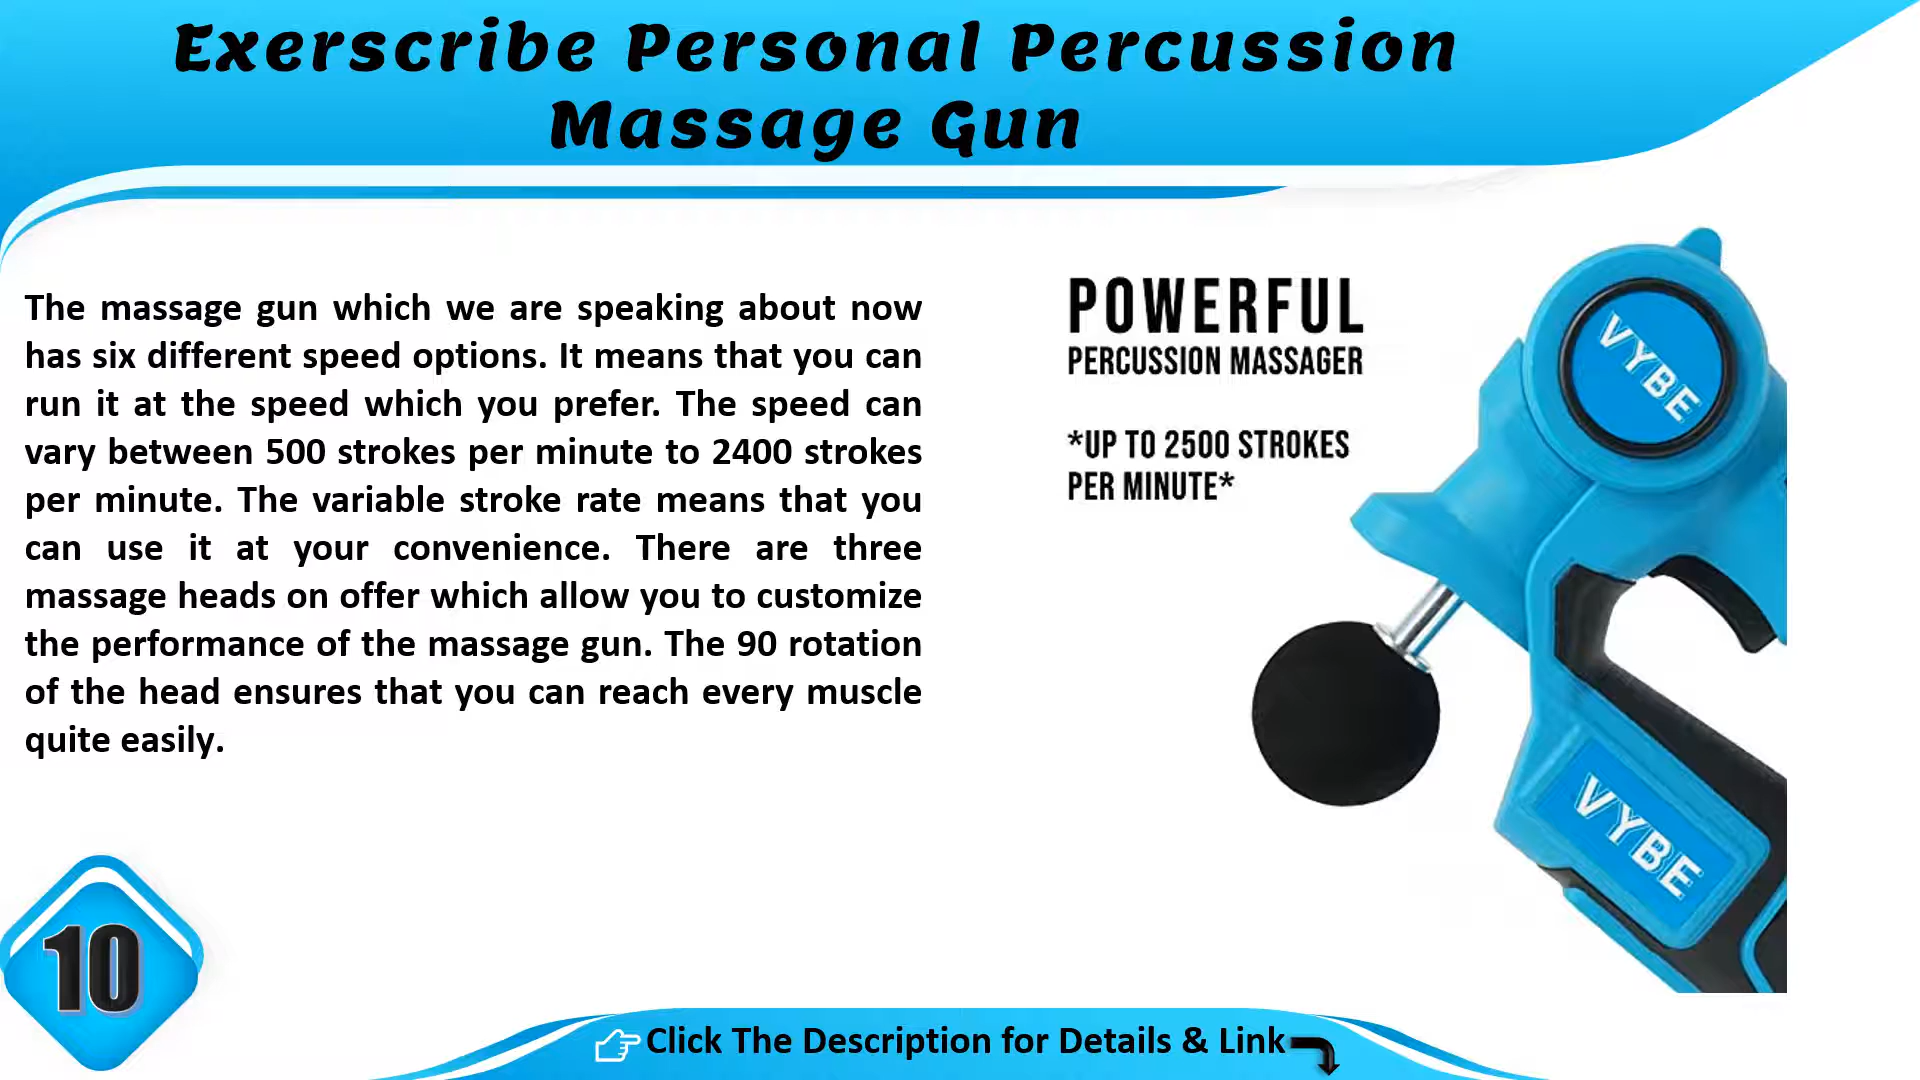 Exerscribe Personal Percussion
Massage Gun
The massage gun which we are speaking about now
has six different speed options. It means that you can
run it at the speed which you prefer. The speed can
vary between 500 strokes per minute to 2400 strokes
per minute. The variable stroke rate means that you
can use it at your convenience. There are three
massage heads on offer which allow you to customize
the performance of the massage gun. The 90 rotation
of the head ensures that you can reach every muscle
quite easily.
POWERFUL
PERCUSSION MASSAGER
*UP TO 2500 STROKES
PER MINUTE*
VYBE
VYBE
10
Click The Description for Details & Link